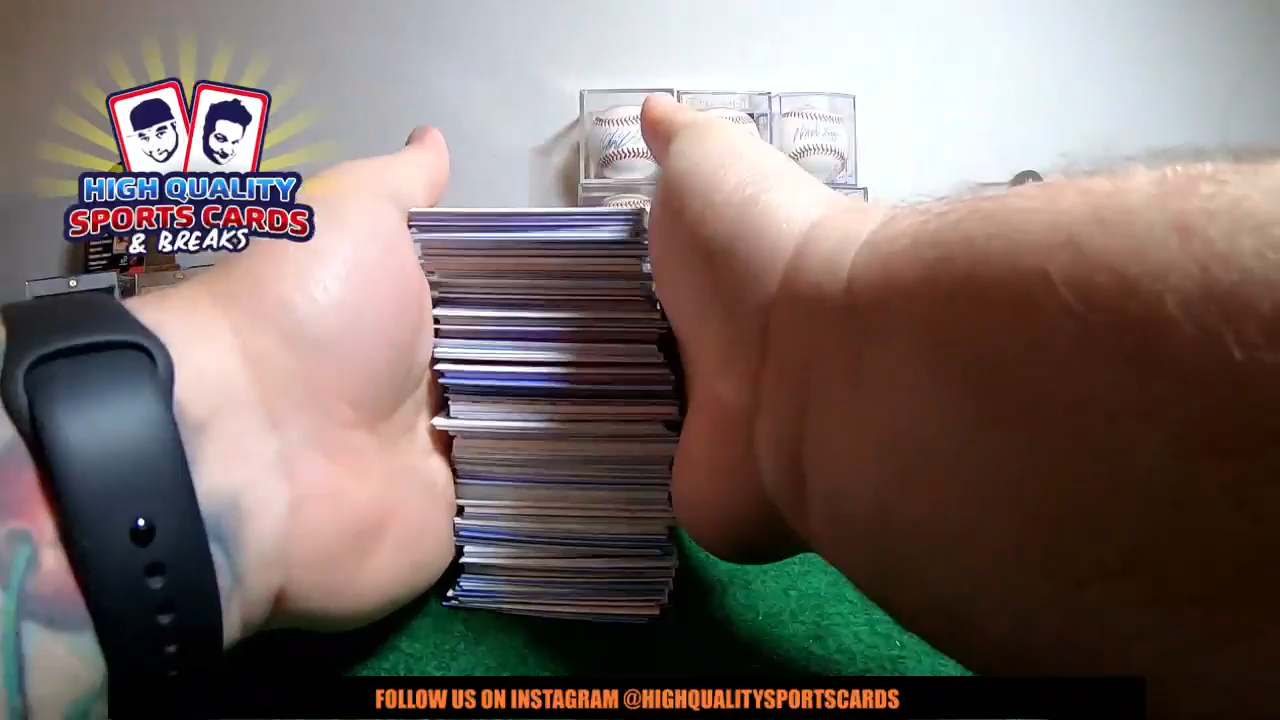 HIGH QUALITY
SPORTS CARDS
& BREAKS
FOLLOW US ON INSTAGRAM @HIGHQUALITYSPORTSCARDS